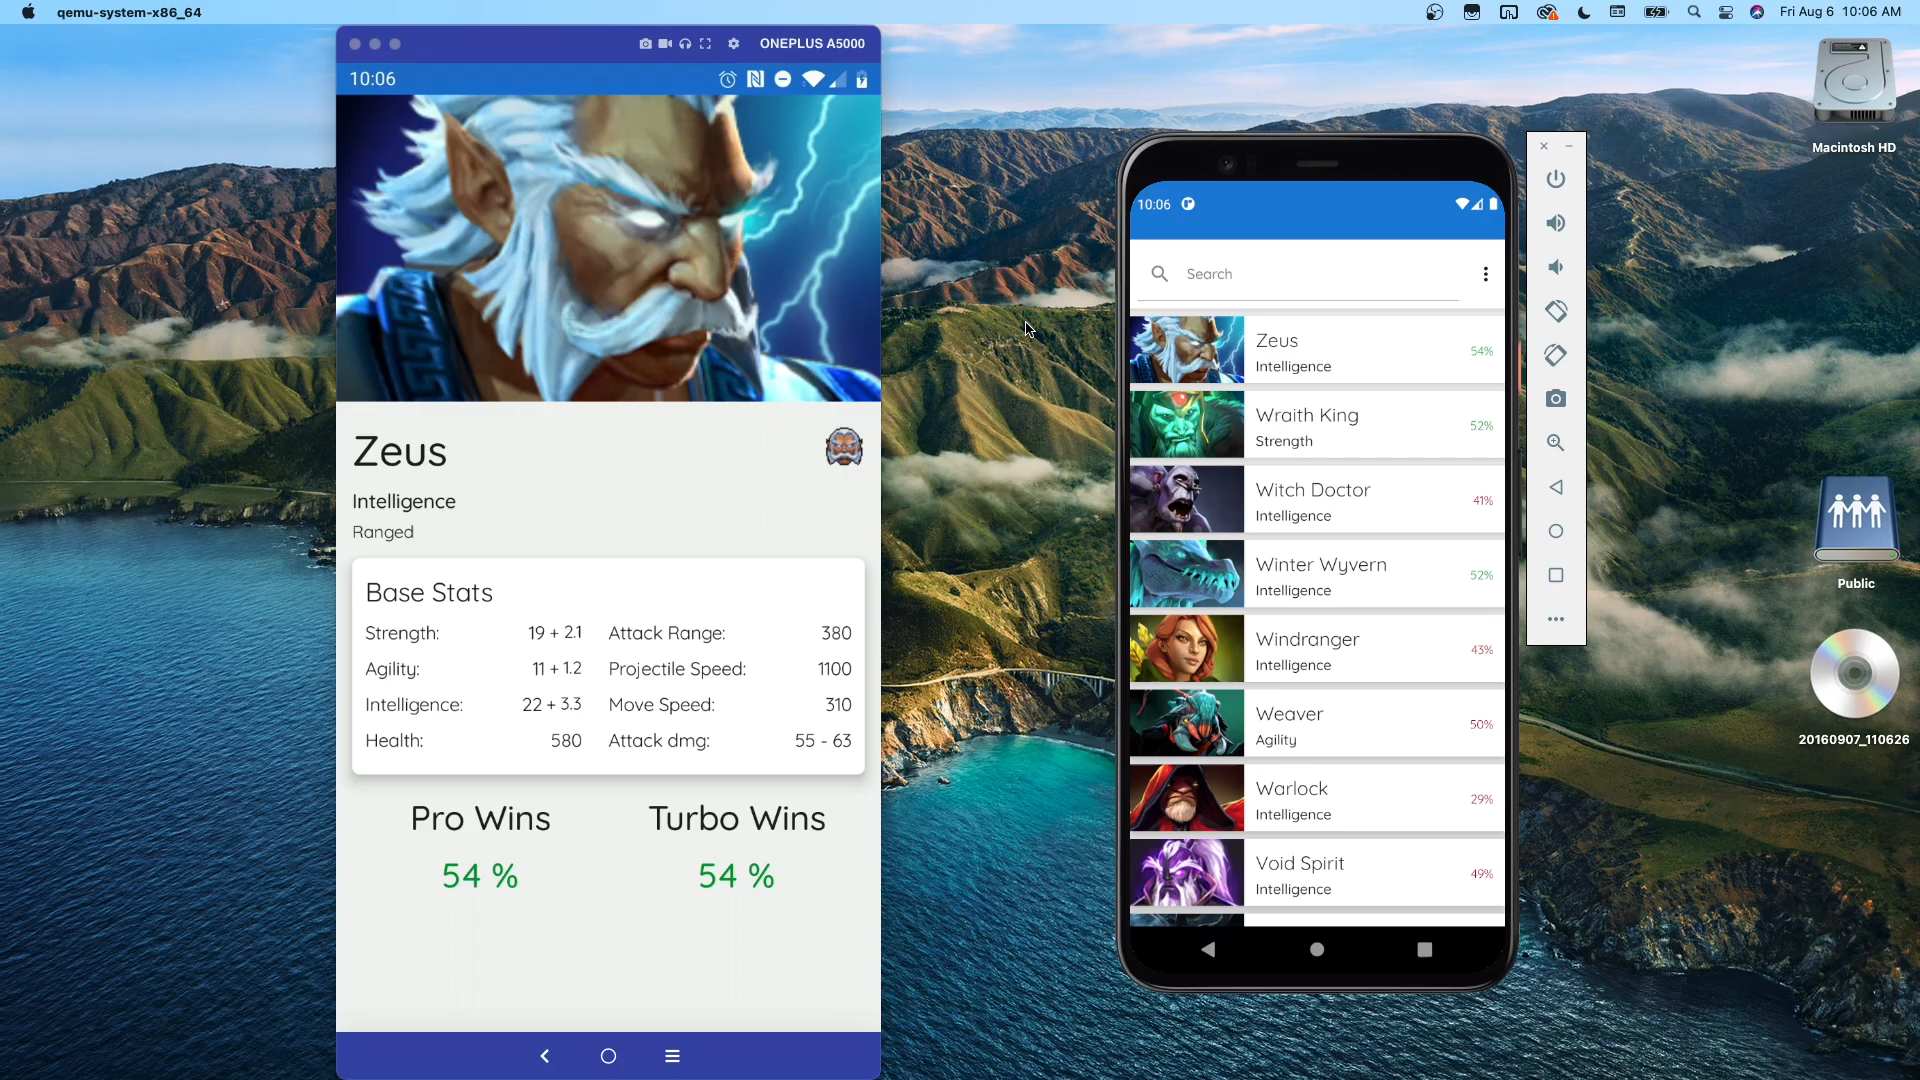 qemu-system-x86_64
Fri Aug 6 10:06 AM
ONEPLUS A5000
10:06
Zeus
Intelligence
Ranged
Base Stats
Strength: 19 + 2.1 Attack Range: 380
Agility: 11 + 1.2 Projectile Speed: 1100
Intelligence: 22 + 3.3 Move Speed: 310
Health: 580 Attack dmg: 55 - 63
Pro Wins Turbo Wins
54 % 54 %
10:06
Search
Zeus
Intelligence
54%
Wraith King
Strength
52%
Witch Doctor
Intelligence
41%
Winter Wyvern
Intelligence
52%
Windranger
Intelligence
43%
Weaver
Agility
50%
Warlock
Intelligence
29%
Void Spirit
Intelligence
49%
Macintosh HD
Public
20160907_110626